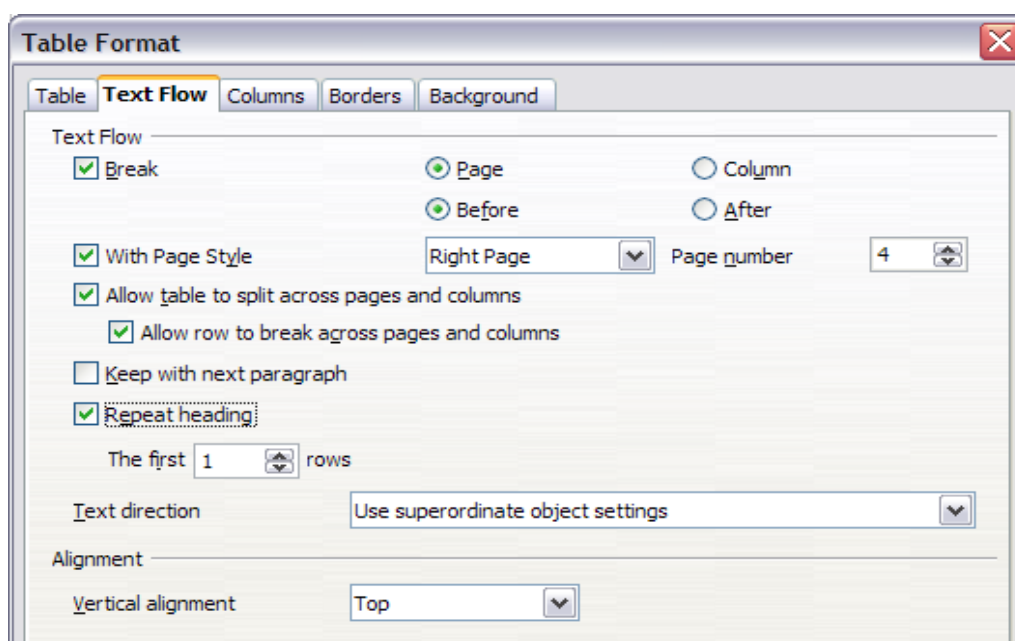 Table Format
Table Text Flow Columns Borders Background
Text Flow
Break Page Column
Before After
With Page Style Right Page Page number 4
Allow table to split across pages and columns
Allow row to break across pages and columns
Keep with next paragraph
Repeat heading
The first 1 rows
Text direction Use superordinate object settings
Alignment
Vertical alignment Top